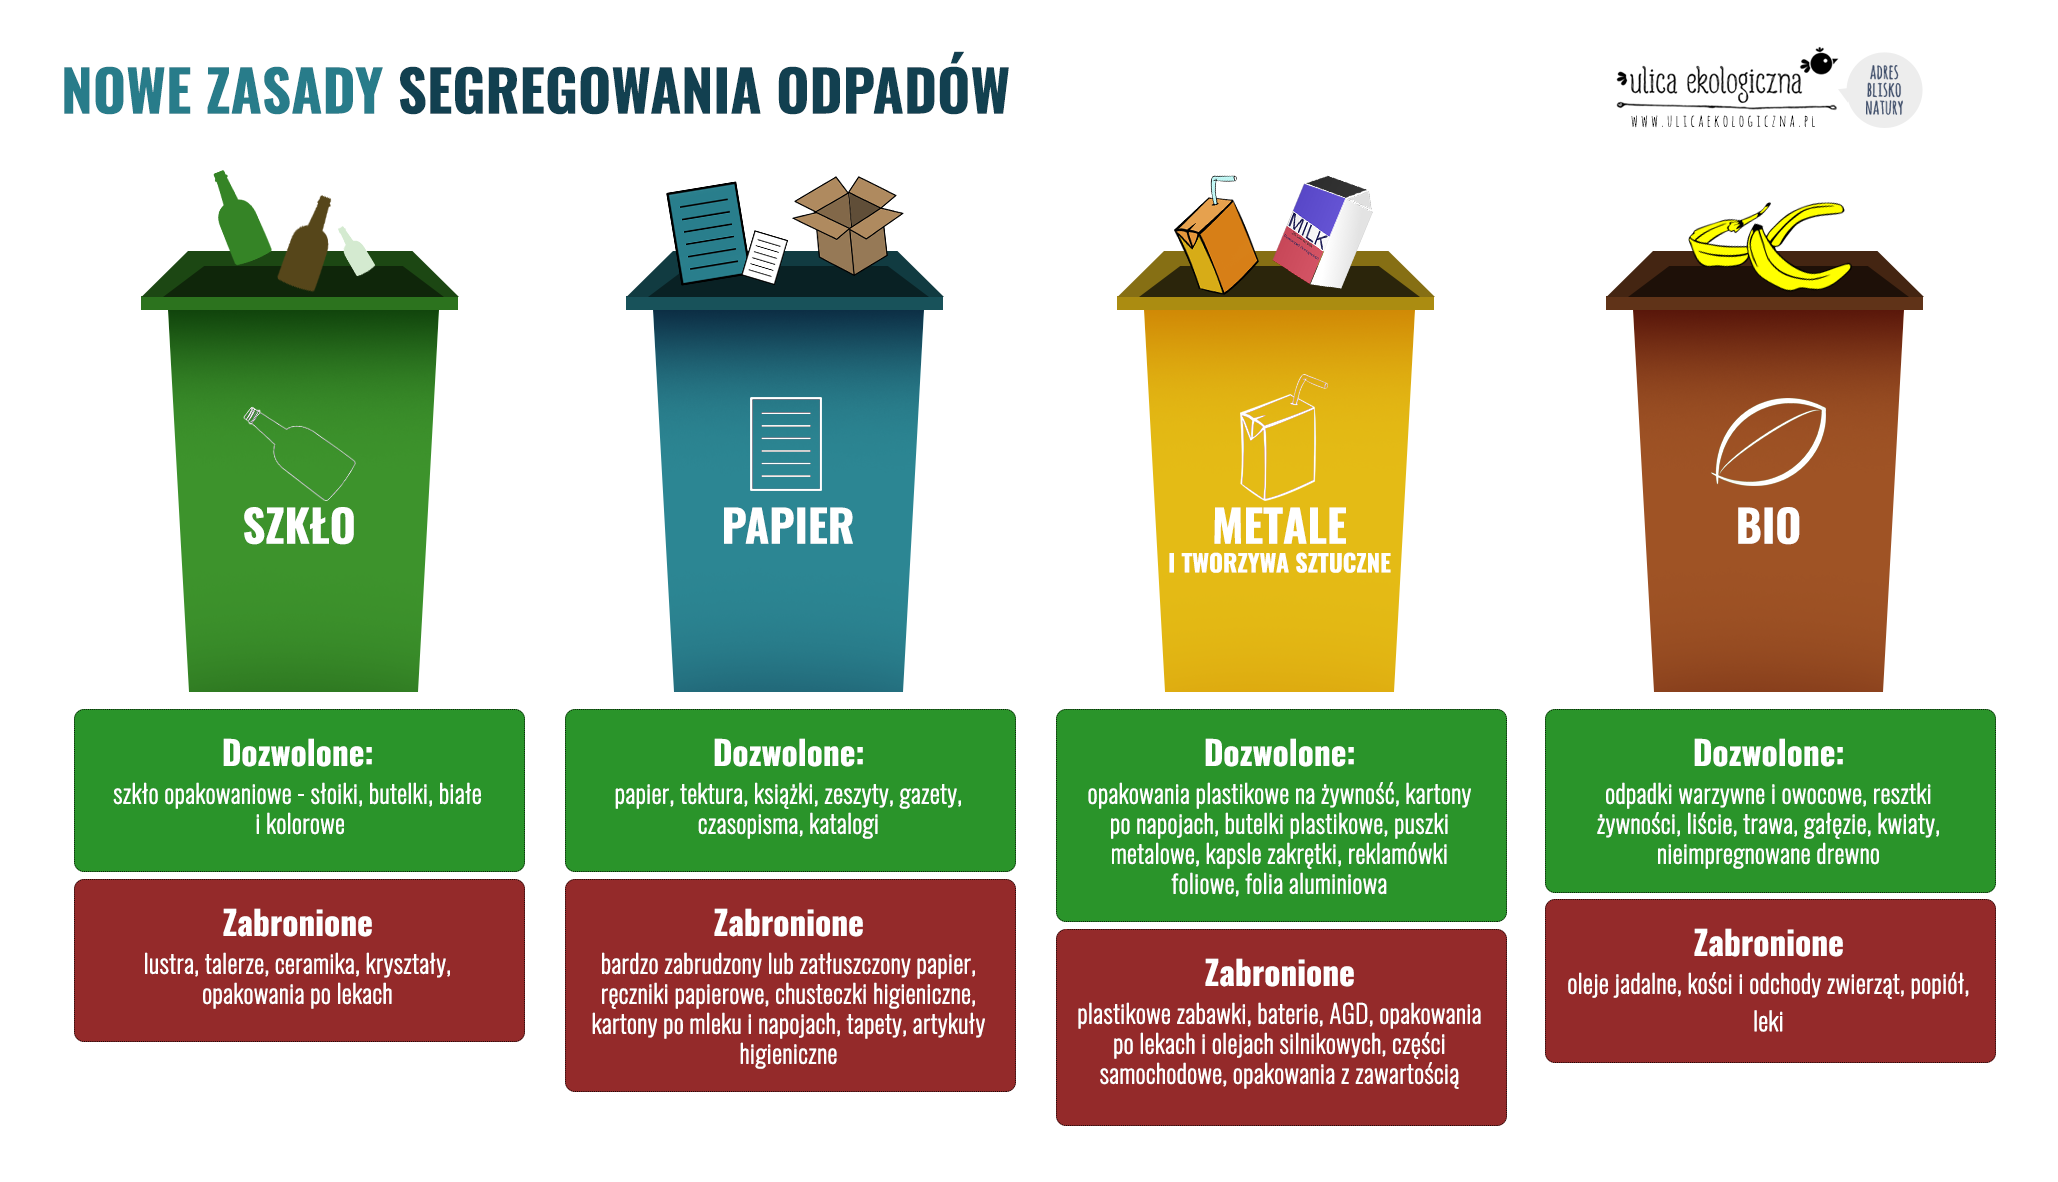 NOWE ZASADY SEGREGOWANIA ODPADÓW
ulica ekologiczna
WWW.ULICAEKOLOGICZNA.PL
ADRES
BLISKO
NATURY
MILK
SZKŁO
Dozwolone:
szkło opakowaniowe - słoiki, butelki, białe
i kolorowe
Zabronione
lustra, talerze, ceramika, kryształy,
opakowania po lekach
PAPIER
Dozwolone:
papier, tektura, książki, zeszyty, gazety,
czasopisma, katalogi
Zabronione
bardzo zabrudzony lub zatłuszczony papier,
ręczniki papierowe, chusteczki higieniczne,
kartony po mleku i napojach, tapety, artykuły
higieniczne
METALE
I TWORZYWA SZTUCZNE
Dozwolone:
opakowania plastikowe na żywność, kartony
po napojach, butelki plastikowe, puszki
metalowe, kapsle zakrętki, reklamówki
foliowe, folia aluminiowa
Zabronione
plastikowe zabawki, baterie, AGD, opakowania
po lekach i olejach silnikowych, części
samochodowe, opakowania z zawartością
BIO
Dozwolone:
odpadki warzywne i owocowe, resztki
żywności, liście, trawa, gałęzie, kwiaty,
nieimpregnowane drewno
Zabronione
oleje jadalne, kości i odchody zwierząt, popiół,
leki